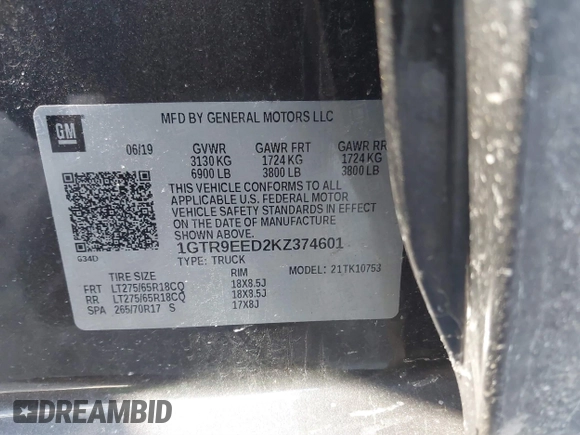 MFD BY GENERAL MOTORS LLC
GM
06/19 GVWR GAWR FRT GAWR RR
3130 KG 1724 KG 1724 KG
6900 LB 3800 LB 3800 LB
THIS VEHICLE CONFORMS TO ALL
APPLICABLE U.S. FEDERAL MOTOR
VEHICLE SAFETY STANDARDS IN EFFECT
ON THE DATE OF MANUFACTURE
SHOWN ABOVE.
1GTR9EED2KZ374601
G34D
TYPE: TRUCK
MODEL: 21TK10753
TIRE SIZE RIM
FRT LT275/65R18CQ 18X8.5J
RR LT275/65R18CQ 18X8.5J
SPA 265/70R17 S 17X8J
DREAMBID